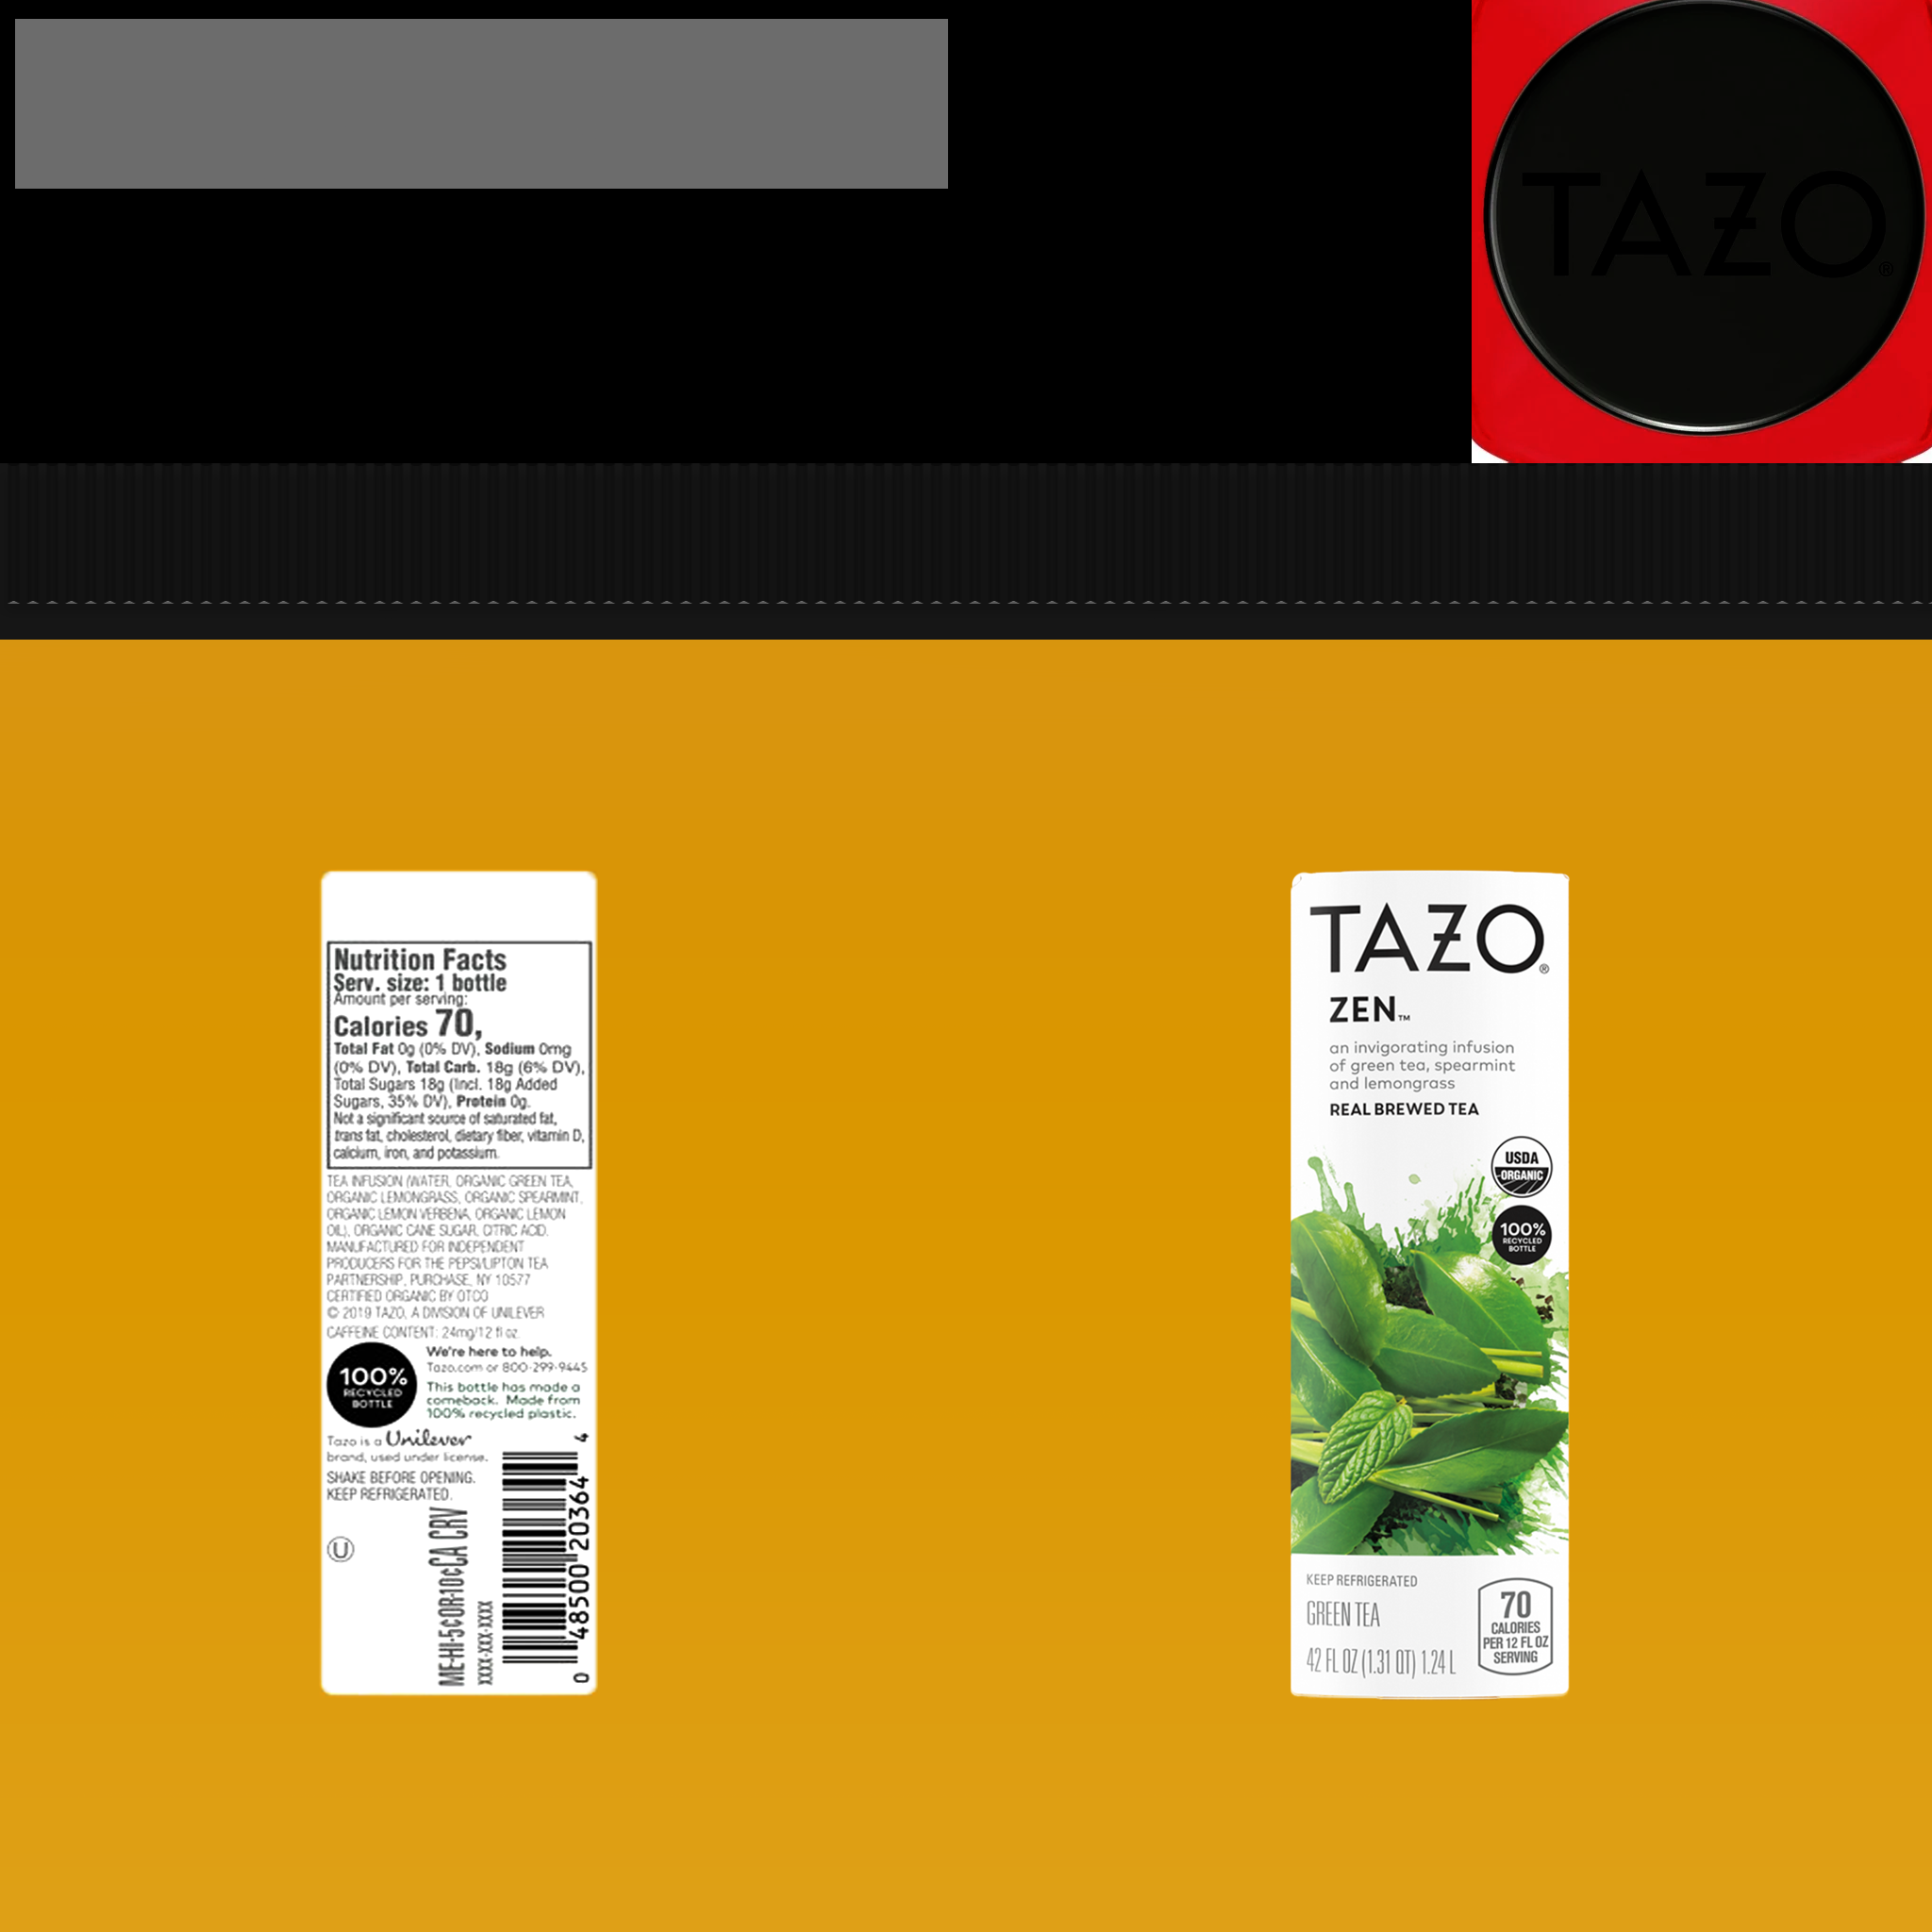 TAZO®
Nutrition Facts
Serv. size: 1 bottle
Amount per serving:
Calories 70,
Total Fat 0g (0% DV), Sodium 0mg
(0% DV), Total Carb. 18g (6% DV),
Total Sugars 18g (Incl. 18g Added
Sugars, 35% DV), Protein 0g.
Not a significant source of saturated fat,
trans fat, cholesterol, dietary fiber, vitamin D,
calcium, iron, and potassium.
TEA INFUSION (WATER, ORGANIC GREEN TEA,
ORGANIC LEMONGRASS, ORGANIC SPEARMINT,
ORGANIC LEMON VERBENA, ORGANIC LEMON
OIL), ORGANIC CANE SUGAR, CITRIC ACID.
MANUFACTURED FOR INDEPENDENT
PRODUCERS FOR THE PEPSI/LIPTON TEA
PARTNERSHIP, PURCHASE, NY 10577
CERTIFIED ORGANIC BY OTCO
© 2019 TAZO, A DIVISION OF UNILEVER
CAFFEINE CONTENT: 24mg/12 fl oz.
100%
RECYCLED
BOTTLE
We're here to help.
Tazo.com or 800-299-9445
This bottle has made a
comeback. Made from
100% recycled plastic.
Tazo is a Unilever
brand, used under license.
SHAKE BEFORE OPENING.
KEEP REFRIGERATED.
U
ME-HI-5¢OR-10¢CA CRV
XXXX-XXX-XXXX
0 48500 20364 4
TAZO®
ZEN™
an invigorating infusion
of green tea, spearmint
and lemongrass
REAL BREWED TEA
USDA
ORGANIC
100%
RECYCLED
BOTTLE
KEEP REFRIGERATED
GREEN TEA
42 FL OZ (1.31 QT) 1.24 L
70
CALORIES
PER 12 FL OZ
SERVING